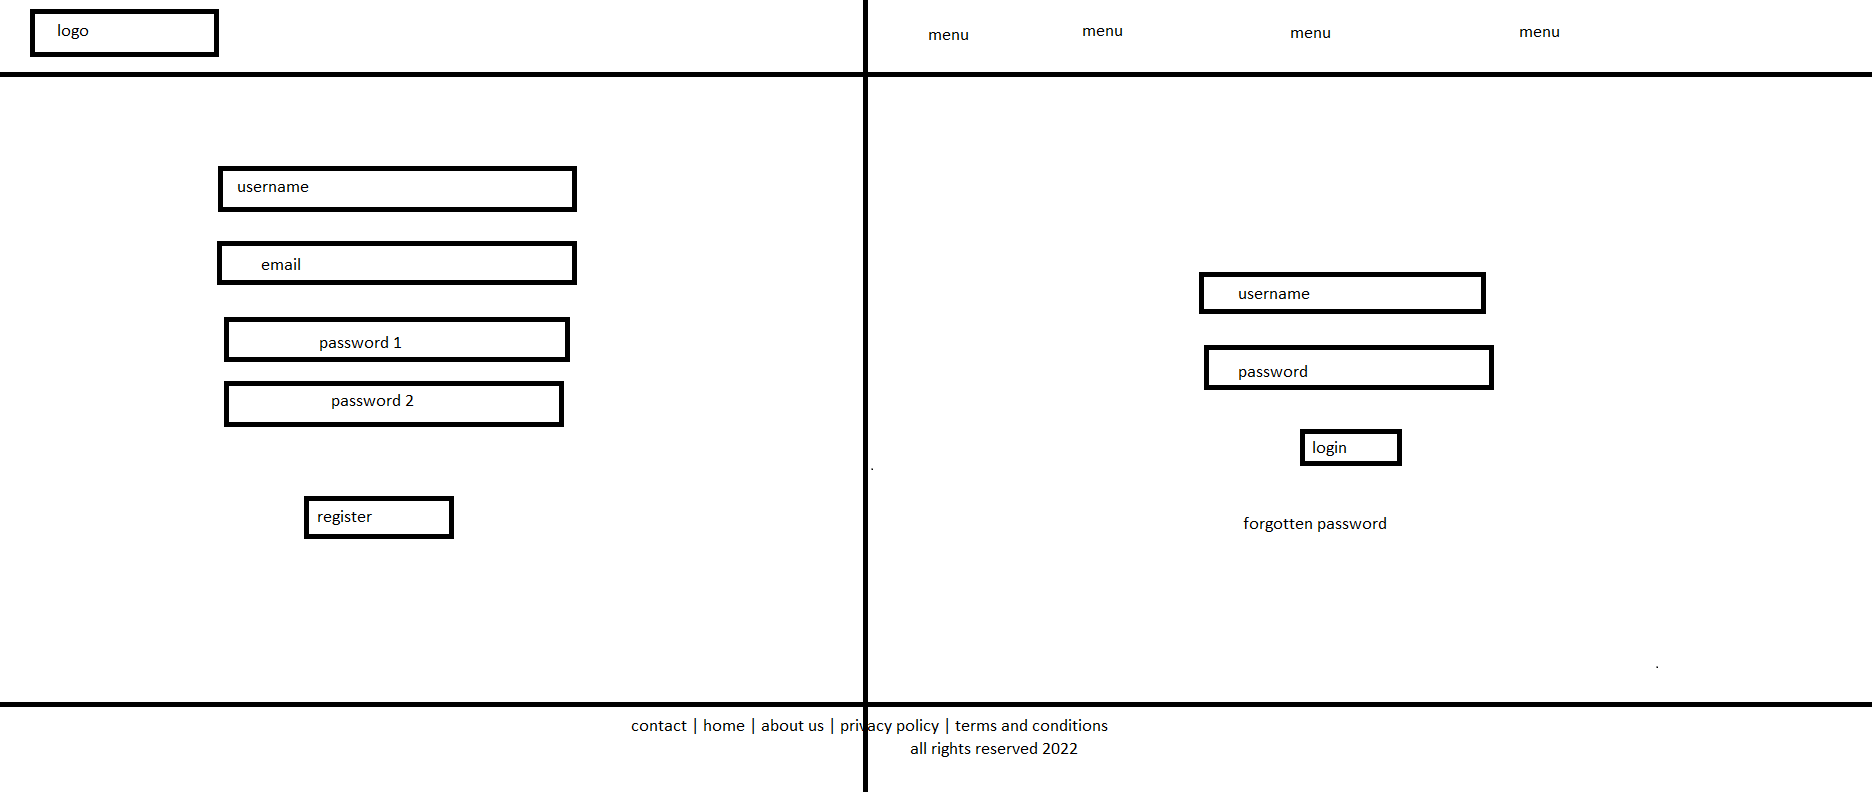 logo
menu menu menu menu
username
email
password 1
password 2
register
username
password
login
forgotten password
contact | home | about us | privacy policy | terms and conditions
all rights reserved 2022